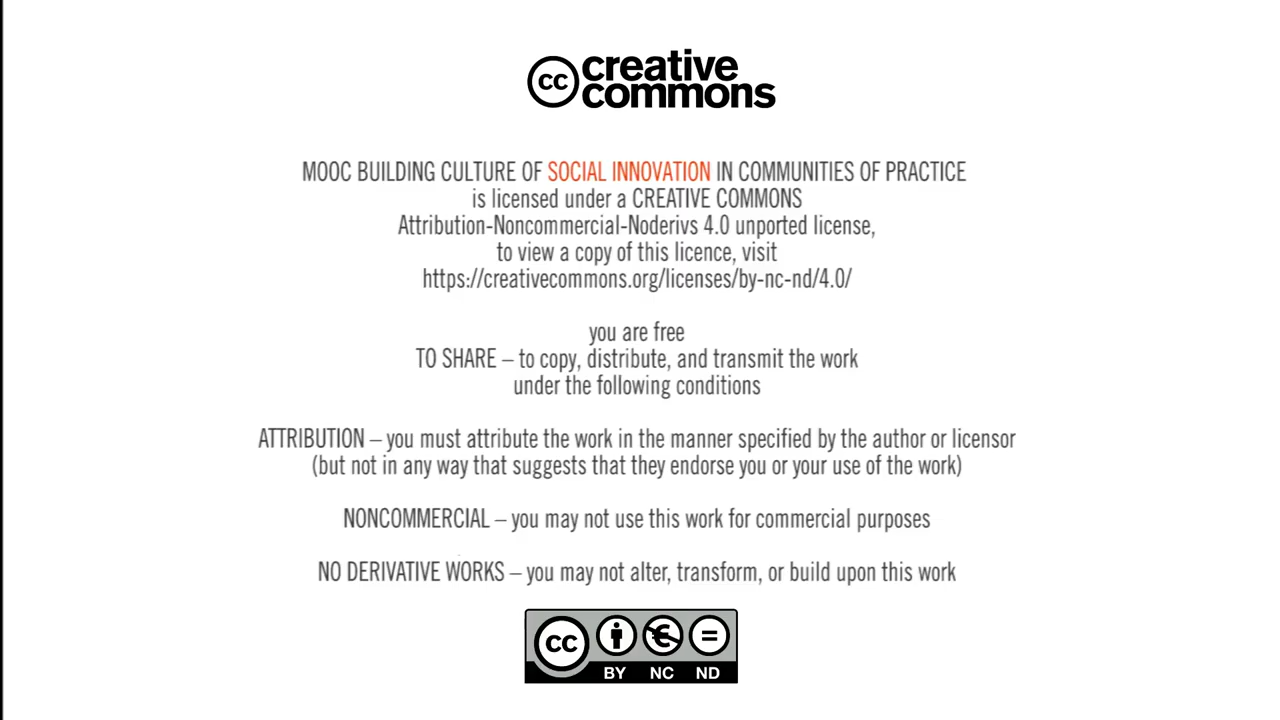 creative
commons
MOOC BUILDING CULTURE OF SOCIAL INNOVATION IN COMMUNITIES OF PRACTICE
is licensed under a CREATIVE COMMONS
Attribution-Noncommercial-Noderivs 4.0 unported license,
to view a copy of this licence, visit
https://creativecommons.org/licenses/by-nc-nd/4.0/
you are free
TO SHARE – to copy, distribute, and transmit the work
under the following conditions
ATTRIBUTION – you must attribute the work in the manner specified by the author or licensor
(but not in any way that suggests that they endorse you or your use of the work)
NONCOMMERCIAL – you may not use this work for commercial purposes
NO DERIVATIVE WORKS – you may not alter, transform, or build upon this work
BY NC ND